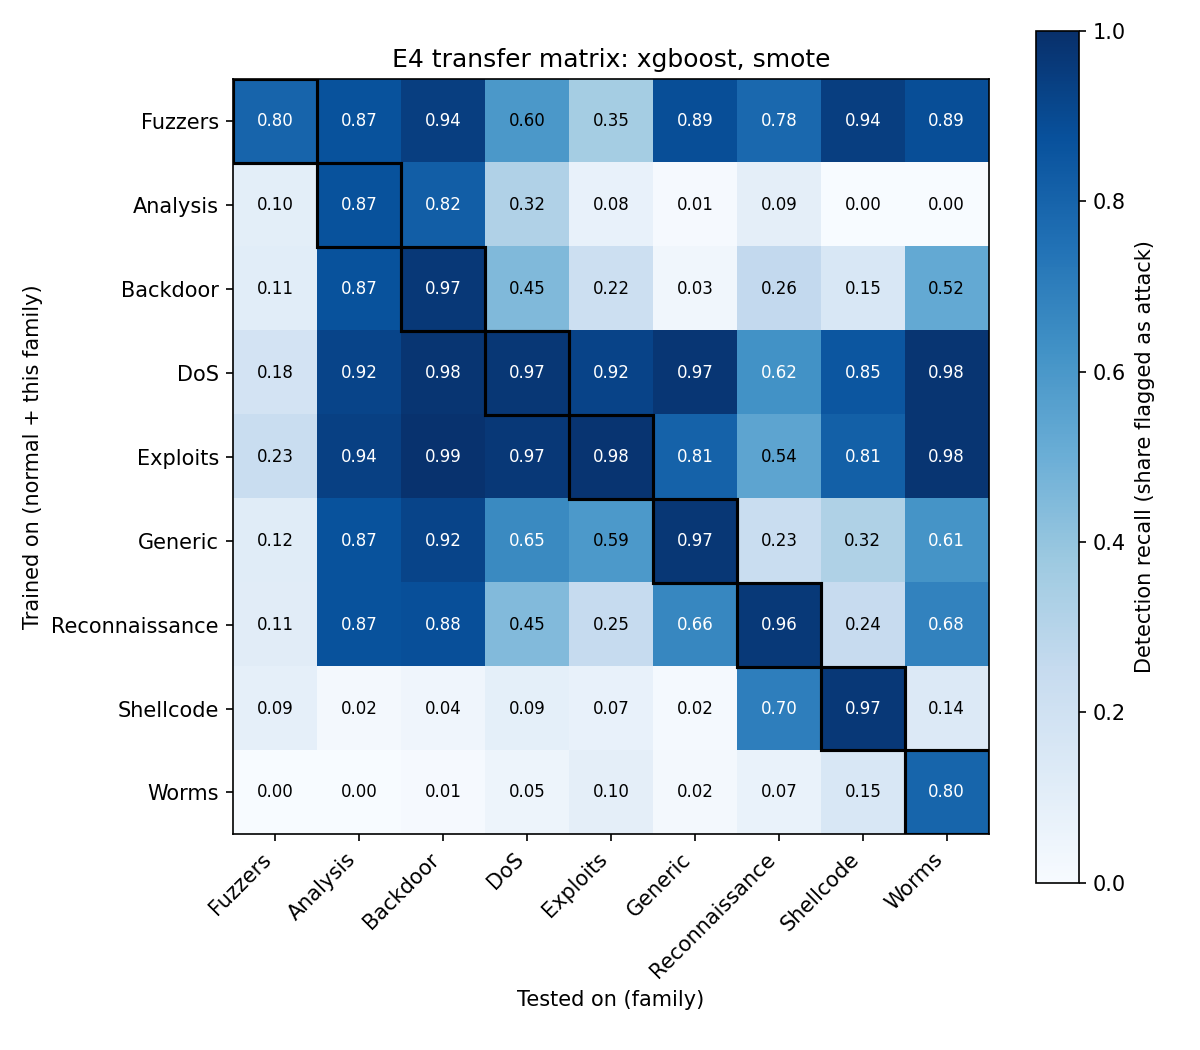 E4 transfer matrix: xgboost, smote
Trained on (normal + this family)
Fuzzers 0.80 0.87 0.94 0.60 0.35 0.89 0.78 0.94 0.89
Analysis 0.10 0.87 0.82 0.32 0.08 0.01 0.09 0.00 0.00
Backdoor 0.11 0.87 0.97 0.45 0.22 0.03 0.26 0.15 0.52
DoS 0.18 0.92 0.98 0.97 0.92 0.97 0.62 0.85 0.98
Exploits 0.23 0.94 0.99 0.97 0.98 0.81 0.54 0.81 0.98
Generic 0.12 0.87 0.92 0.65 0.59 0.97 0.23 0.32 0.61
Reconnaissance 0.11 0.87 0.88 0.45 0.25 0.66 0.96 0.24 0.68
Shellcode 0.09 0.02 0.04 0.09 0.07 0.02 0.70 0.97 0.14
Worms 0.00 0.00 0.01 0.05 0.10 0.02 0.07 0.15 0.80
Fuzzers Analysis Backdoor DoS Exploits Generic Reconnaissance Shellcode Worms
Tested on (family)
1.0
0.8
0.6
0.4
0.2
0.0
Detection recall (share flagged as attack)